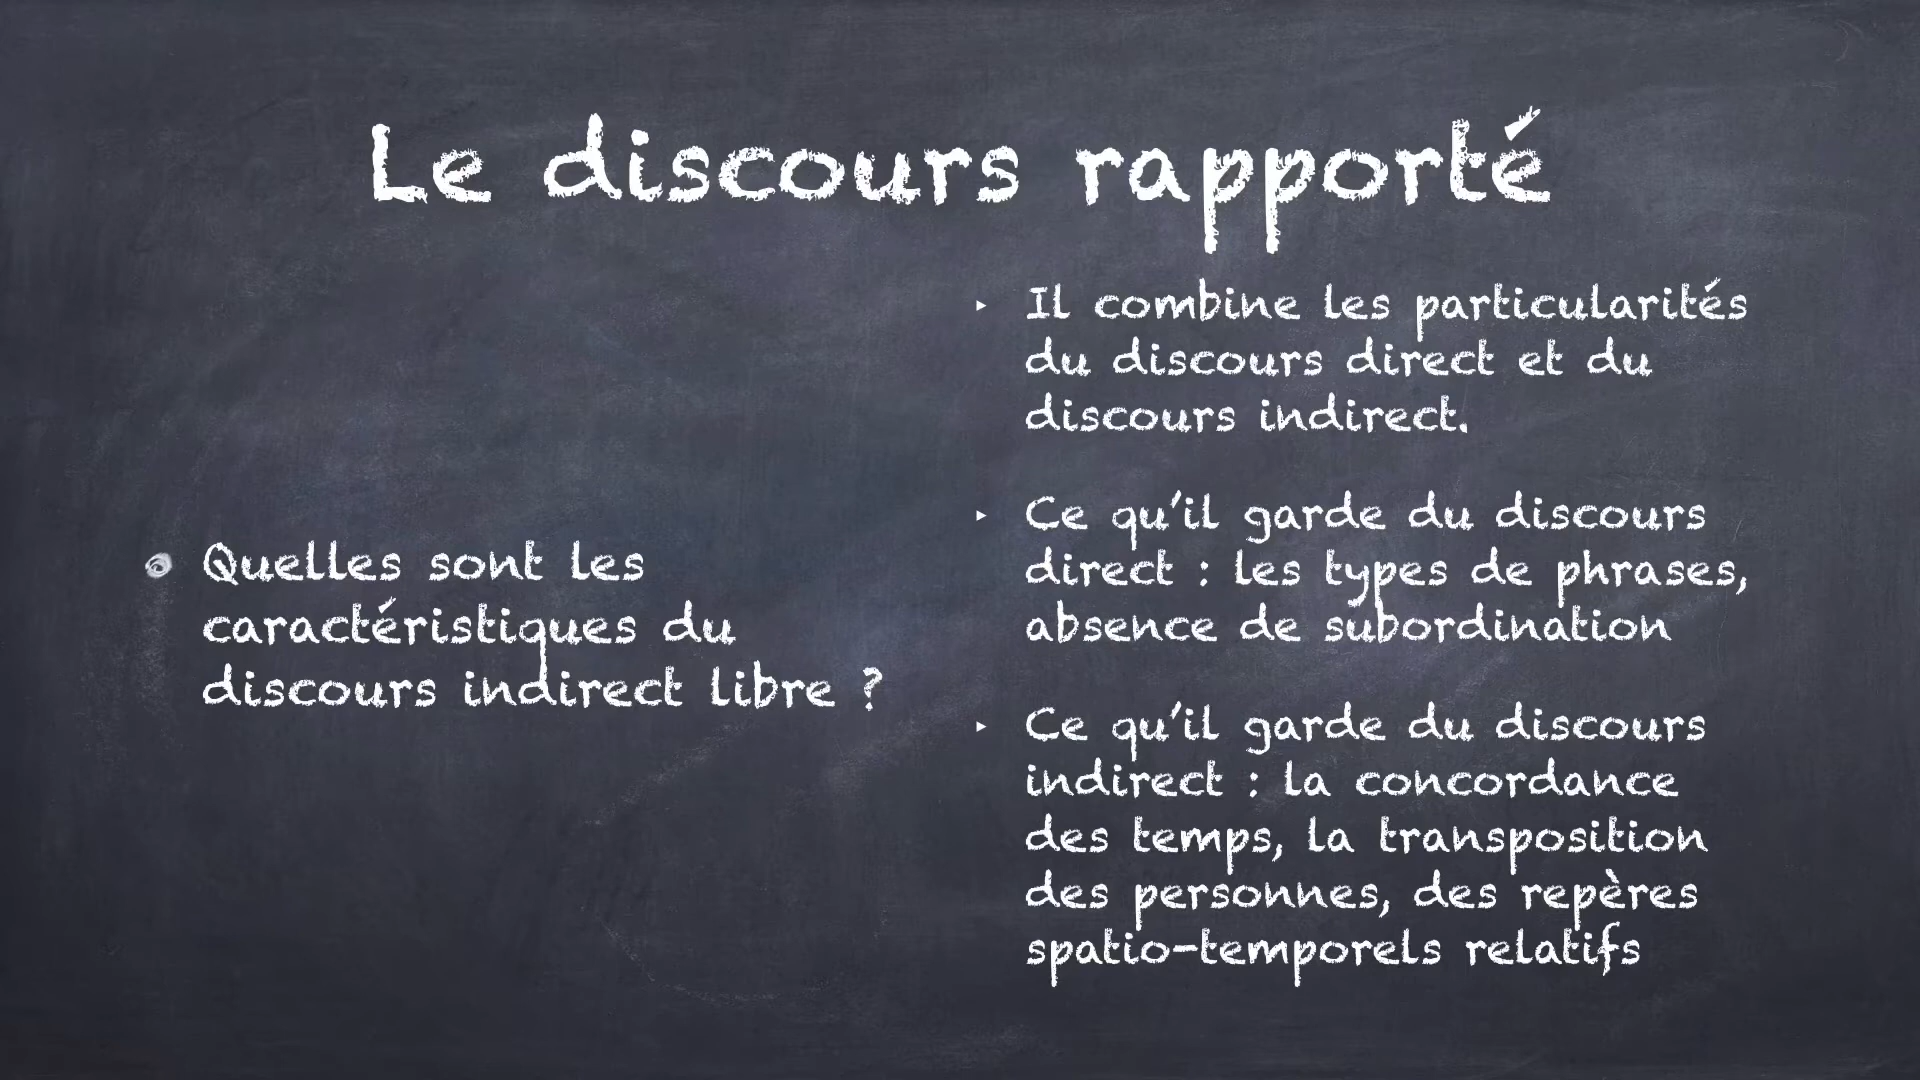 Le discours rapporté
Quelles sont les
caractéristiques du
discours indirect libre ?
‣ Il combine les particularités
du discours direct et du
discours indirect.
‣ Ce qu’il garde du discours
direct : les types de phrases,
absence de subordination
‣ Ce qu’il garde du discours
indirect : la concordance
des temps, la transposition
des personnes, des repères
spatio-temporels relatifs